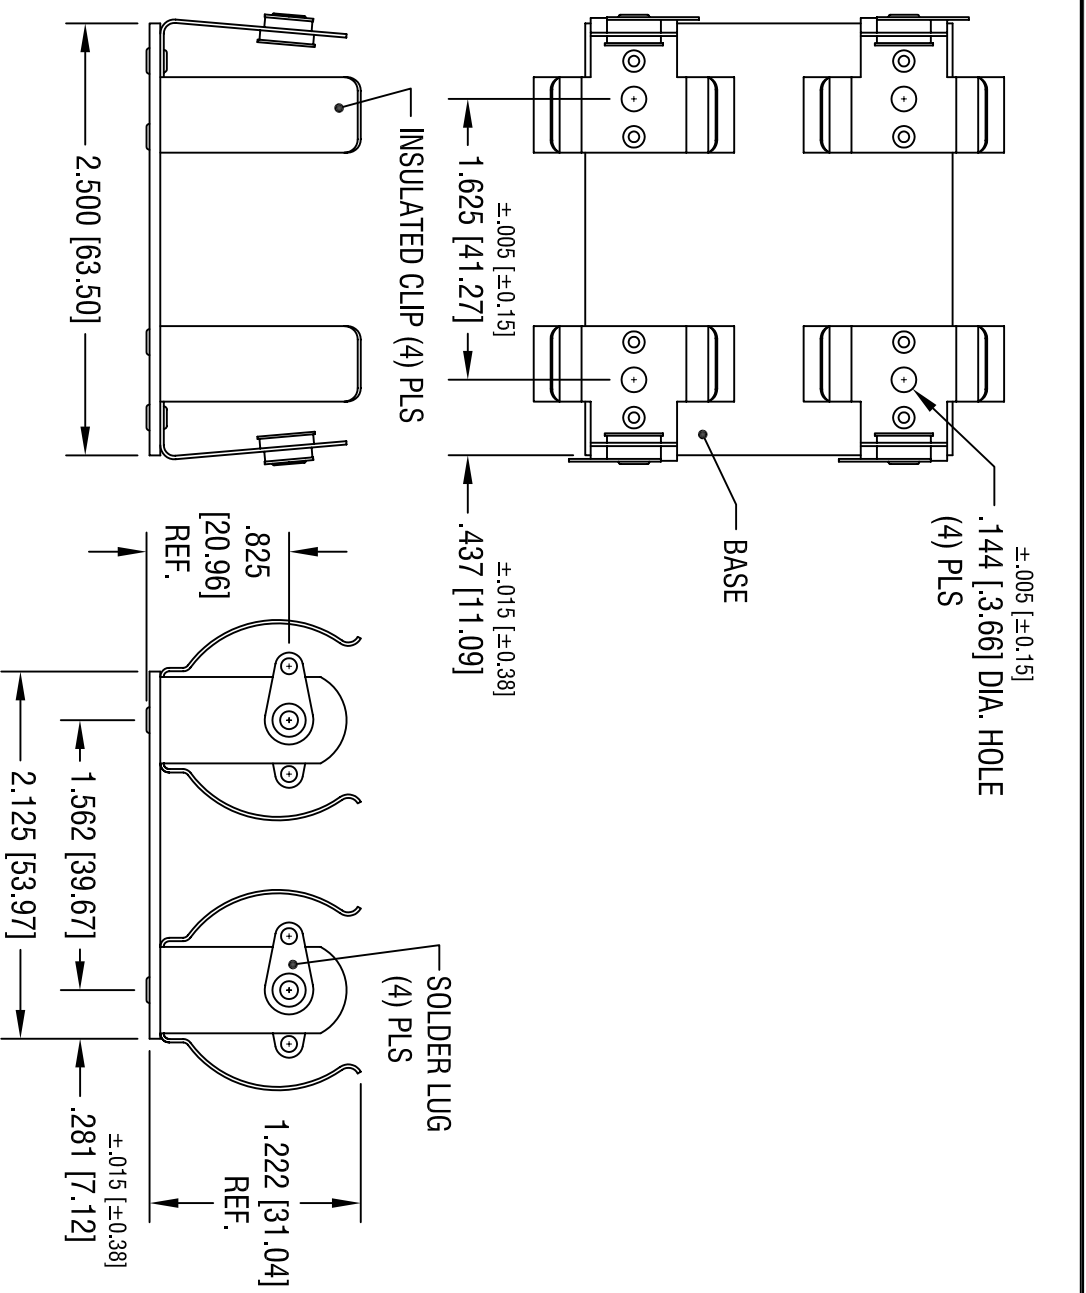 ±.005 [±0.15]
.144 [.3.66] DIA. HOLE
(4) PLS
BASE
±.005 [±0.15]
1.625 [41.27]
±.015 [±0.38]
.437 [11.09]
INSULATED CLIP (4) PLS
2.500 [63.50]
SOLDER LUG
(4) PLS
.825
[20.96]
REF.
1.222 [31.04]
REF.
1.562 [39.67]
±.015 [±0.38]
.281 [7.12]
2.125 [53.97]